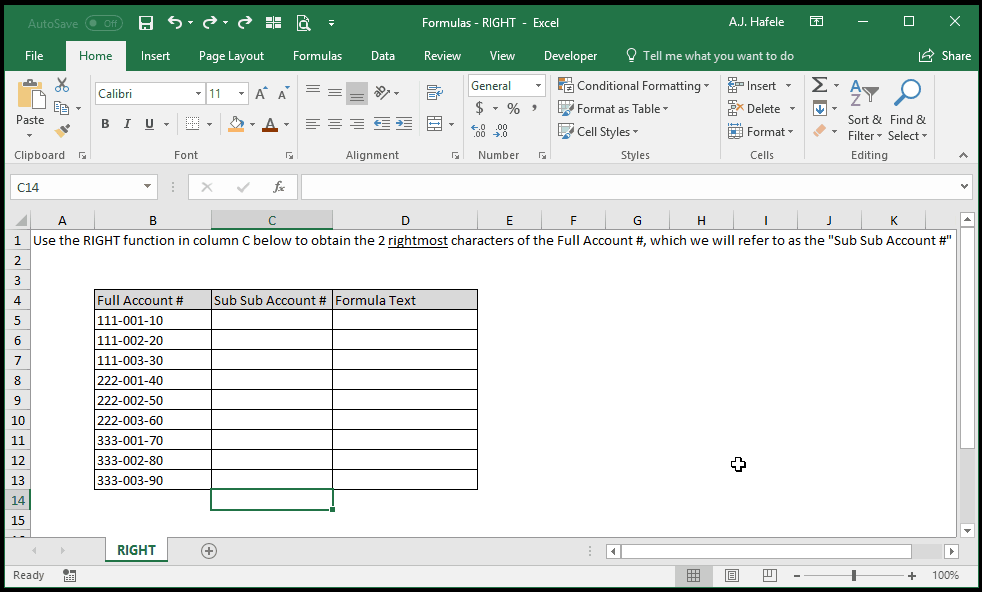 AutoSave Off Formulas - RIGHT - Excel A.J. Hafele
File Home Insert Page Layout Formulas Data Review View Developer Tell me what you want to do Share
Paste Calibri 11 General Conditional Formatting Insert
B I U $ % , Format as Table Delete Sort & Find &
Cell Styles Format Filter Select
Clipboard Font Alignment Number Styles Cells Editing
C14 fx
A B C D E F G H I J K
1 Use the RIGHT function in column C below to obtain the 2 rightmost characters of the Full Account #, which we will refer to as the "Sub Sub Account #"
2
3
4 Full Account # Sub Sub Account # Formula Text
5 111-001-10
6 111-002-20
7 111-003-30
8 222-001-40
9 222-002-50
10 222-003-60
11 333-001-70
12 333-002-80
13 333-003-90
14
15
RIGHT
Ready 100%